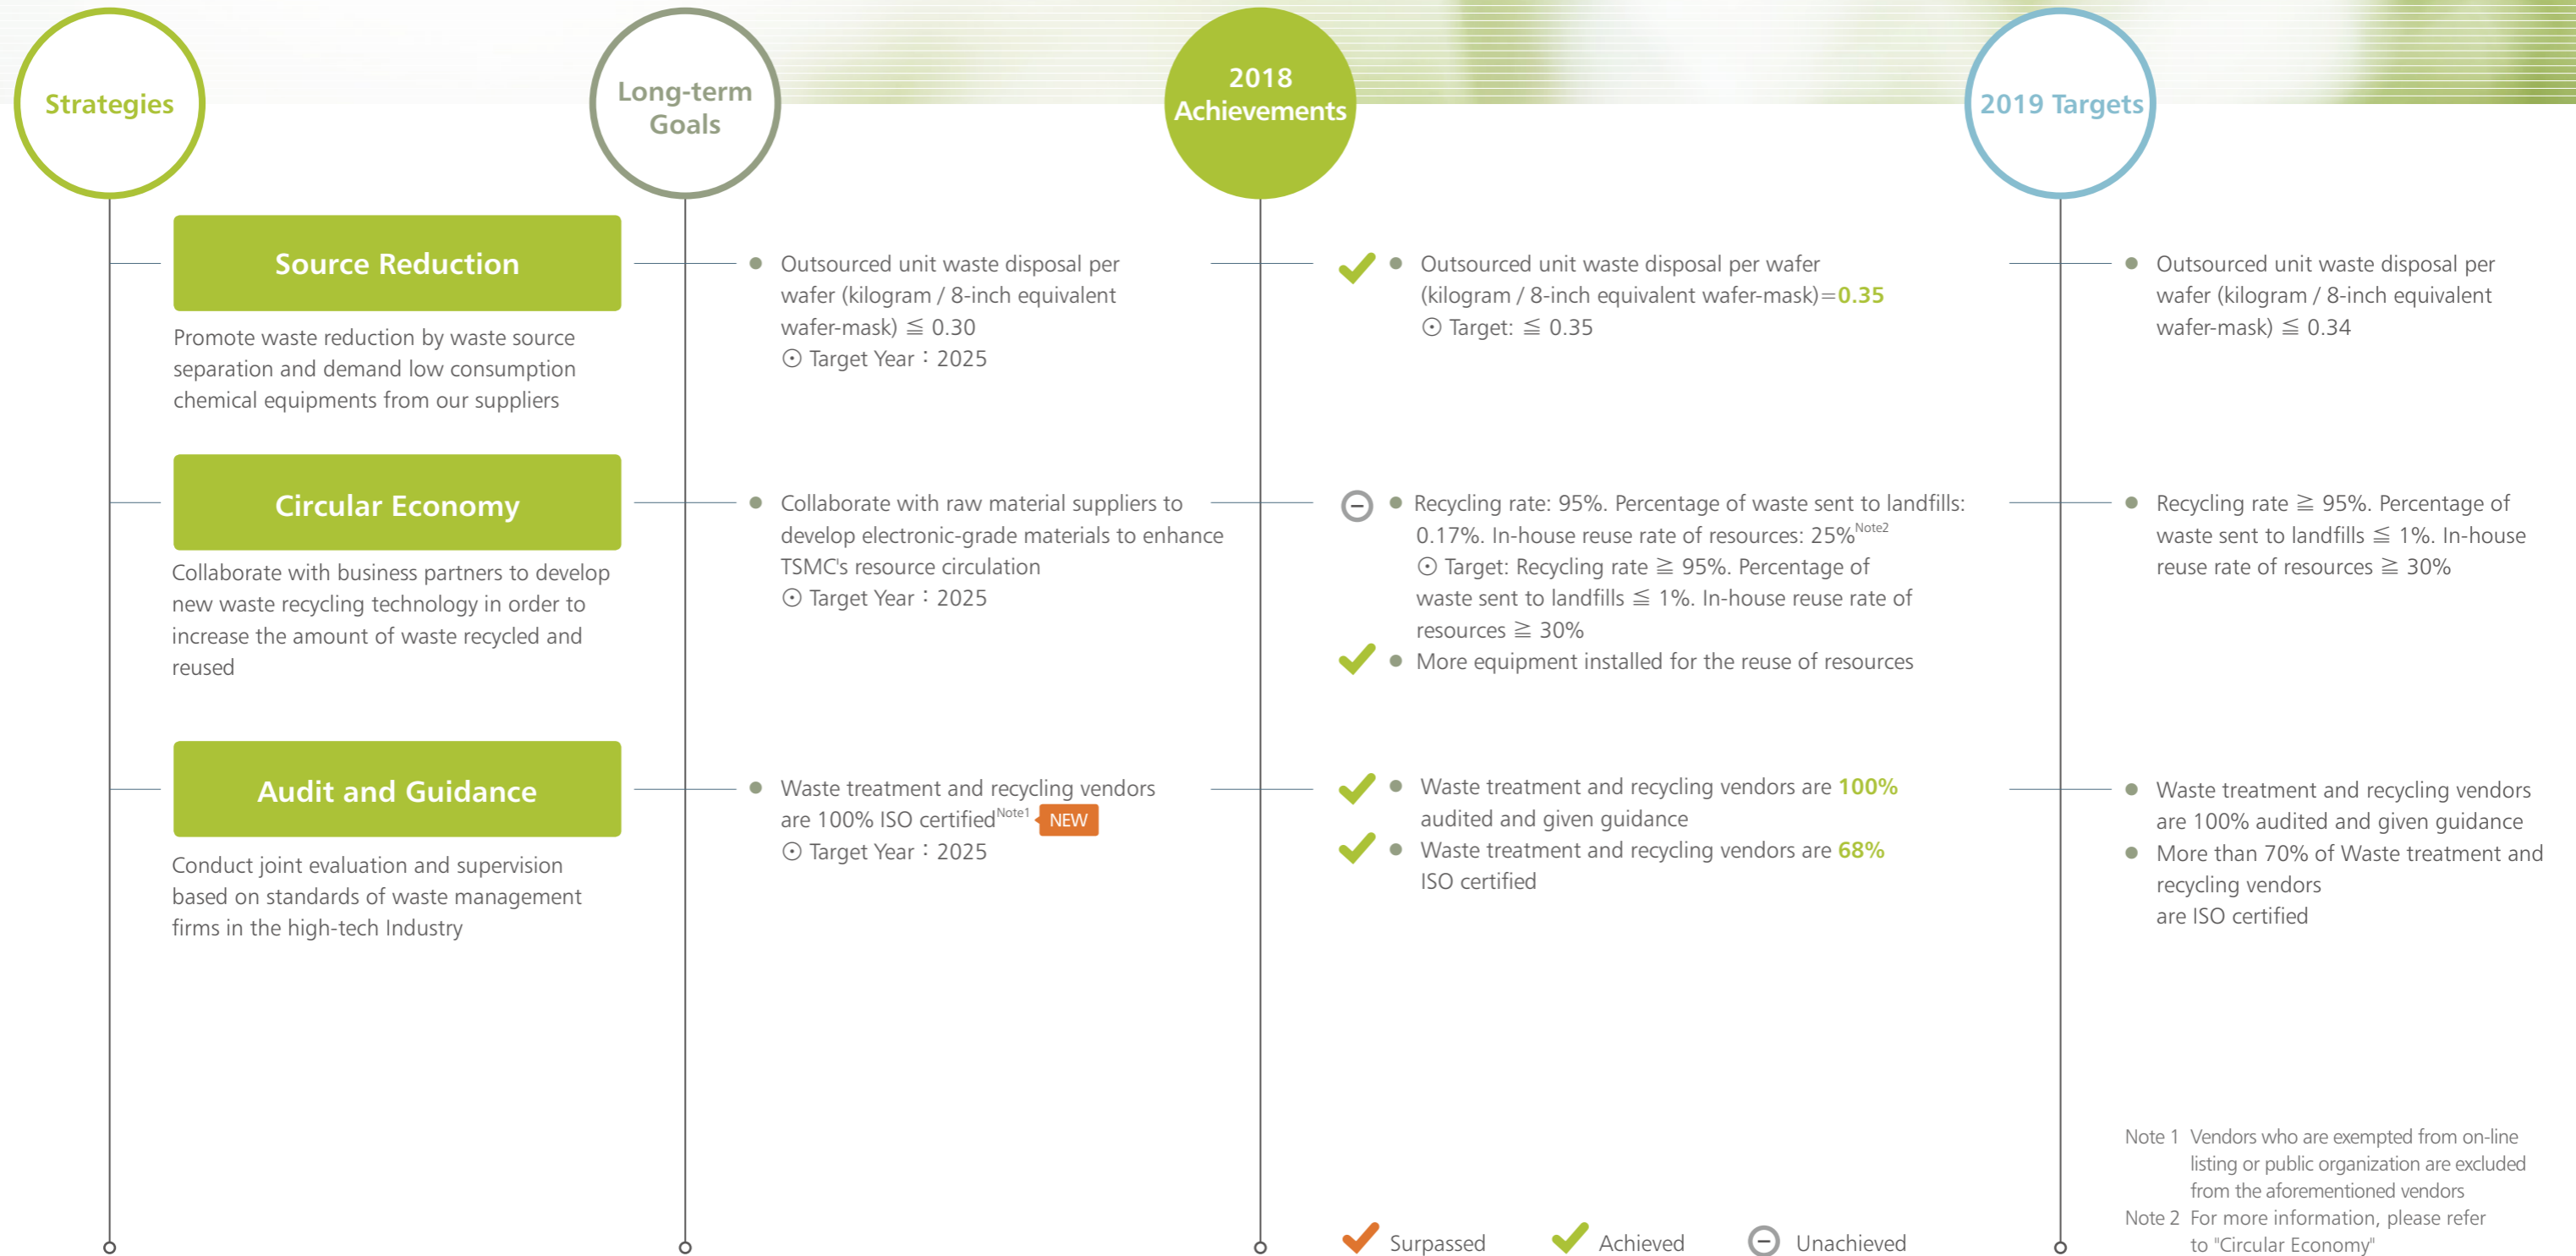 Strategies
Long-term
Goals
2018
Achievements
2019 Targets
Source Reduction
Promote waste reduction by waste source
separation and demand low consumption
chemical equipments from our suppliers
Outsourced unit waste disposal per
wafer (kilogram / 8-inch equivalent
wafer-mask) ≦ 0.30
⊙ Target Year：2025
Outsourced unit waste disposal per wafer
(kilogram / 8-inch equivalent wafer-mask)=0.35
⊙ Target: ≦ 0.35
Outsourced unit waste disposal per
wafer (kilogram / 8-inch equivalent
wafer-mask) ≦ 0.34
Circular Economy
Collaborate with business partners to develop
new waste recycling technology in order to
increase the amount of waste recycled and
reused
Collaborate with raw material suppliers to
develop electronic-grade materials to enhance
TSMC's resource circulation
⊙ Target Year：2025
Recycling rate: 95%. Percentage of waste sent to landfills:
0.17%. In-house reuse rate of resources: 25%Note2
⊙ Target: Recycling rate ≧ 95%. Percentage of
waste sent to landfills ≦ 1%. In-house reuse rate of
resources ≧ 30%
More equipment installed for the reuse of resources
Recycling rate ≧ 95%. Percentage of
waste sent to landfills ≦ 1%. In-house
reuse rate of resources ≧ 30%
Audit and Guidance
Conduct joint evaluation and supervision
based on standards of waste management
firms in the high-tech Industry
Waste treatment and recycling vendors
are 100% ISO certifiedNote1 NEW
⊙ Target Year：2025
Waste treatment and recycling vendors are 100%
audited and given guidance
Waste treatment and recycling vendors are 68%
ISO certified
Waste treatment and recycling vendors
are 100% audited and given guidance
More than 70% of Waste treatment and
recycling vendors
are ISO certified
Note 1 Vendors who are exempted from on-line
listing or public organization are excluded
from the aforementioned vendors
Note 2 For more information, please refer
to "Circular Economy"
Surpassed
Achieved
Unachieved